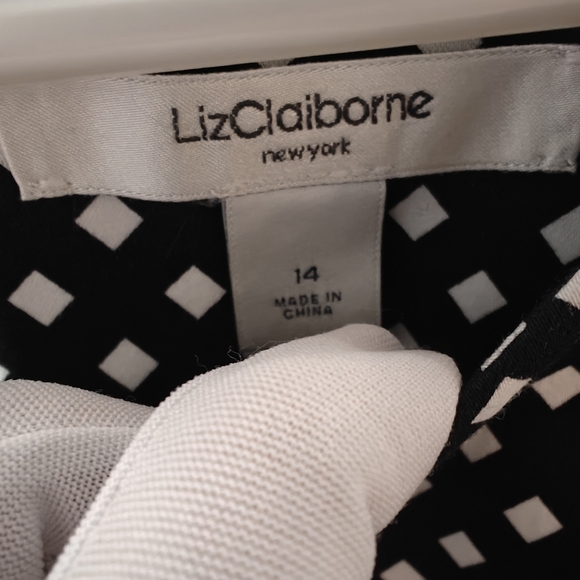 LizClaiborne
newyork
14
MADE IN
CHINA